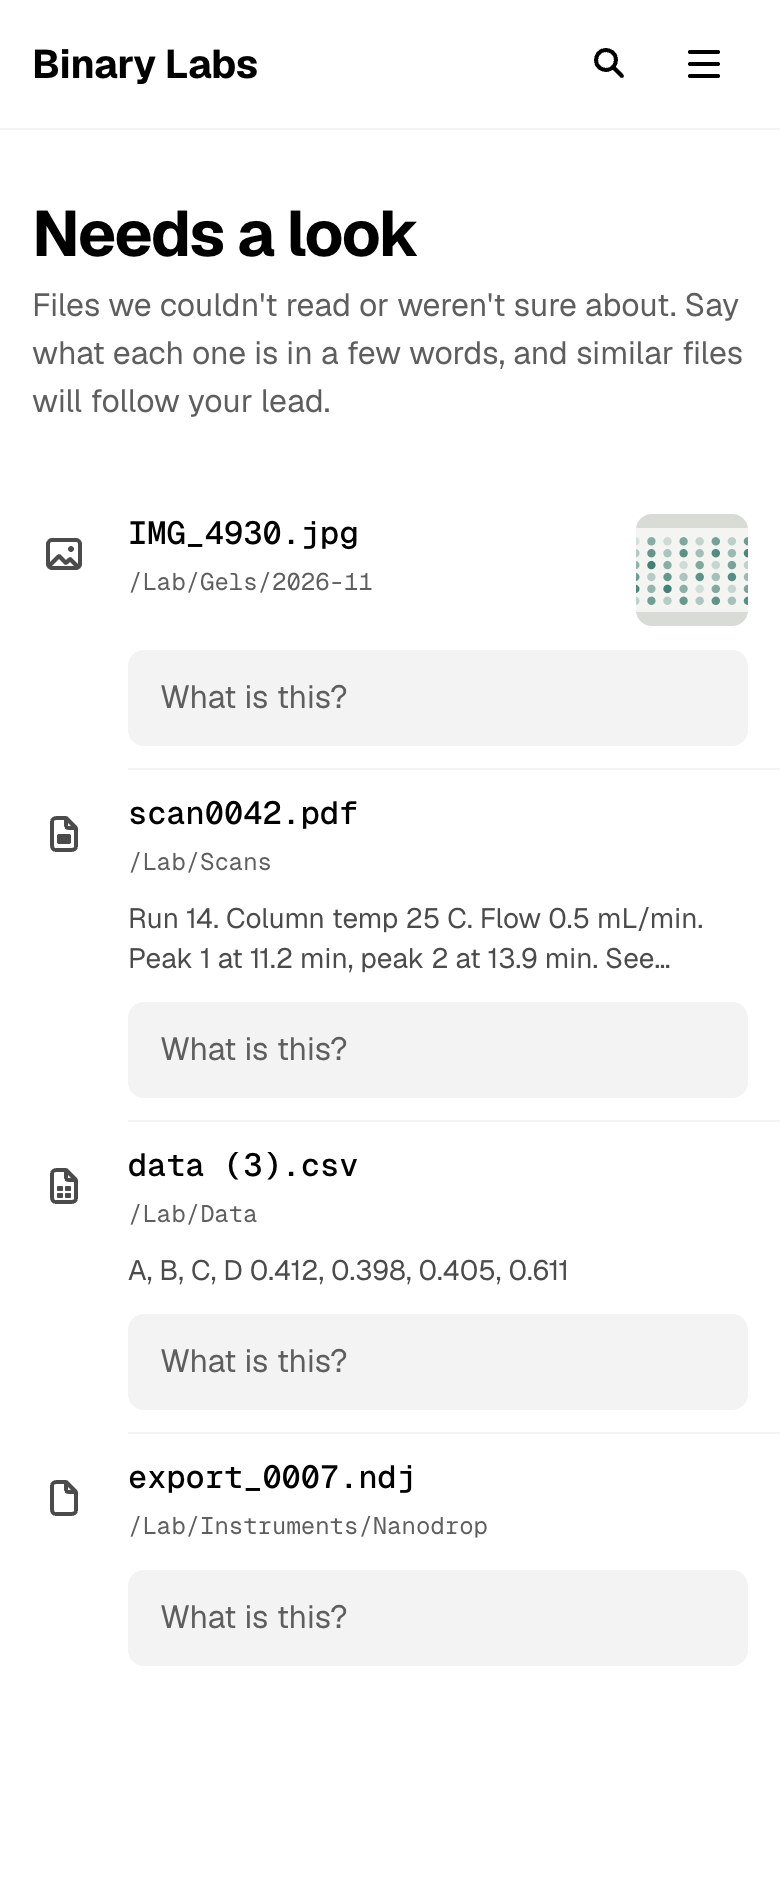 Binary Labs
Needs a look
Files we couldn't read or weren't sure about. Say
what each one is in a few words, and similar files
will follow your lead.
IMG_4930.jpg
/Lab/Gels/2026-11
What is this?
scan0042.pdf
/Lab/Scans
Run 14. Column temp 25 C. Flow 0.5 mL/min.
Peak 1 at 11.2 min, peak 2 at 13.9 min. See…
What is this?
data (3).csv
/Lab/Data
A, B, C, D 0.412, 0.398, 0.405, 0.611
What is this?
export_0007.ndj
/Lab/Instruments/Nanodrop
What is this?